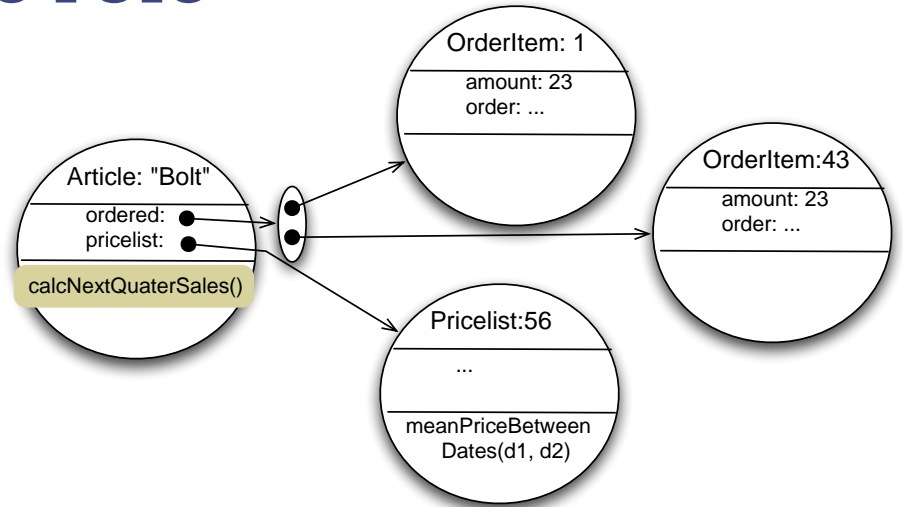 OrderItem: 1
amount: 23
order: ...
Article: "Bolt"
ordered:
pricelist:
calcNextQuaterSales()
OrderItem:43
amount: 23
order: ...
Pricelist:56
...
meanPriceBetween
Dates(d1, d2)